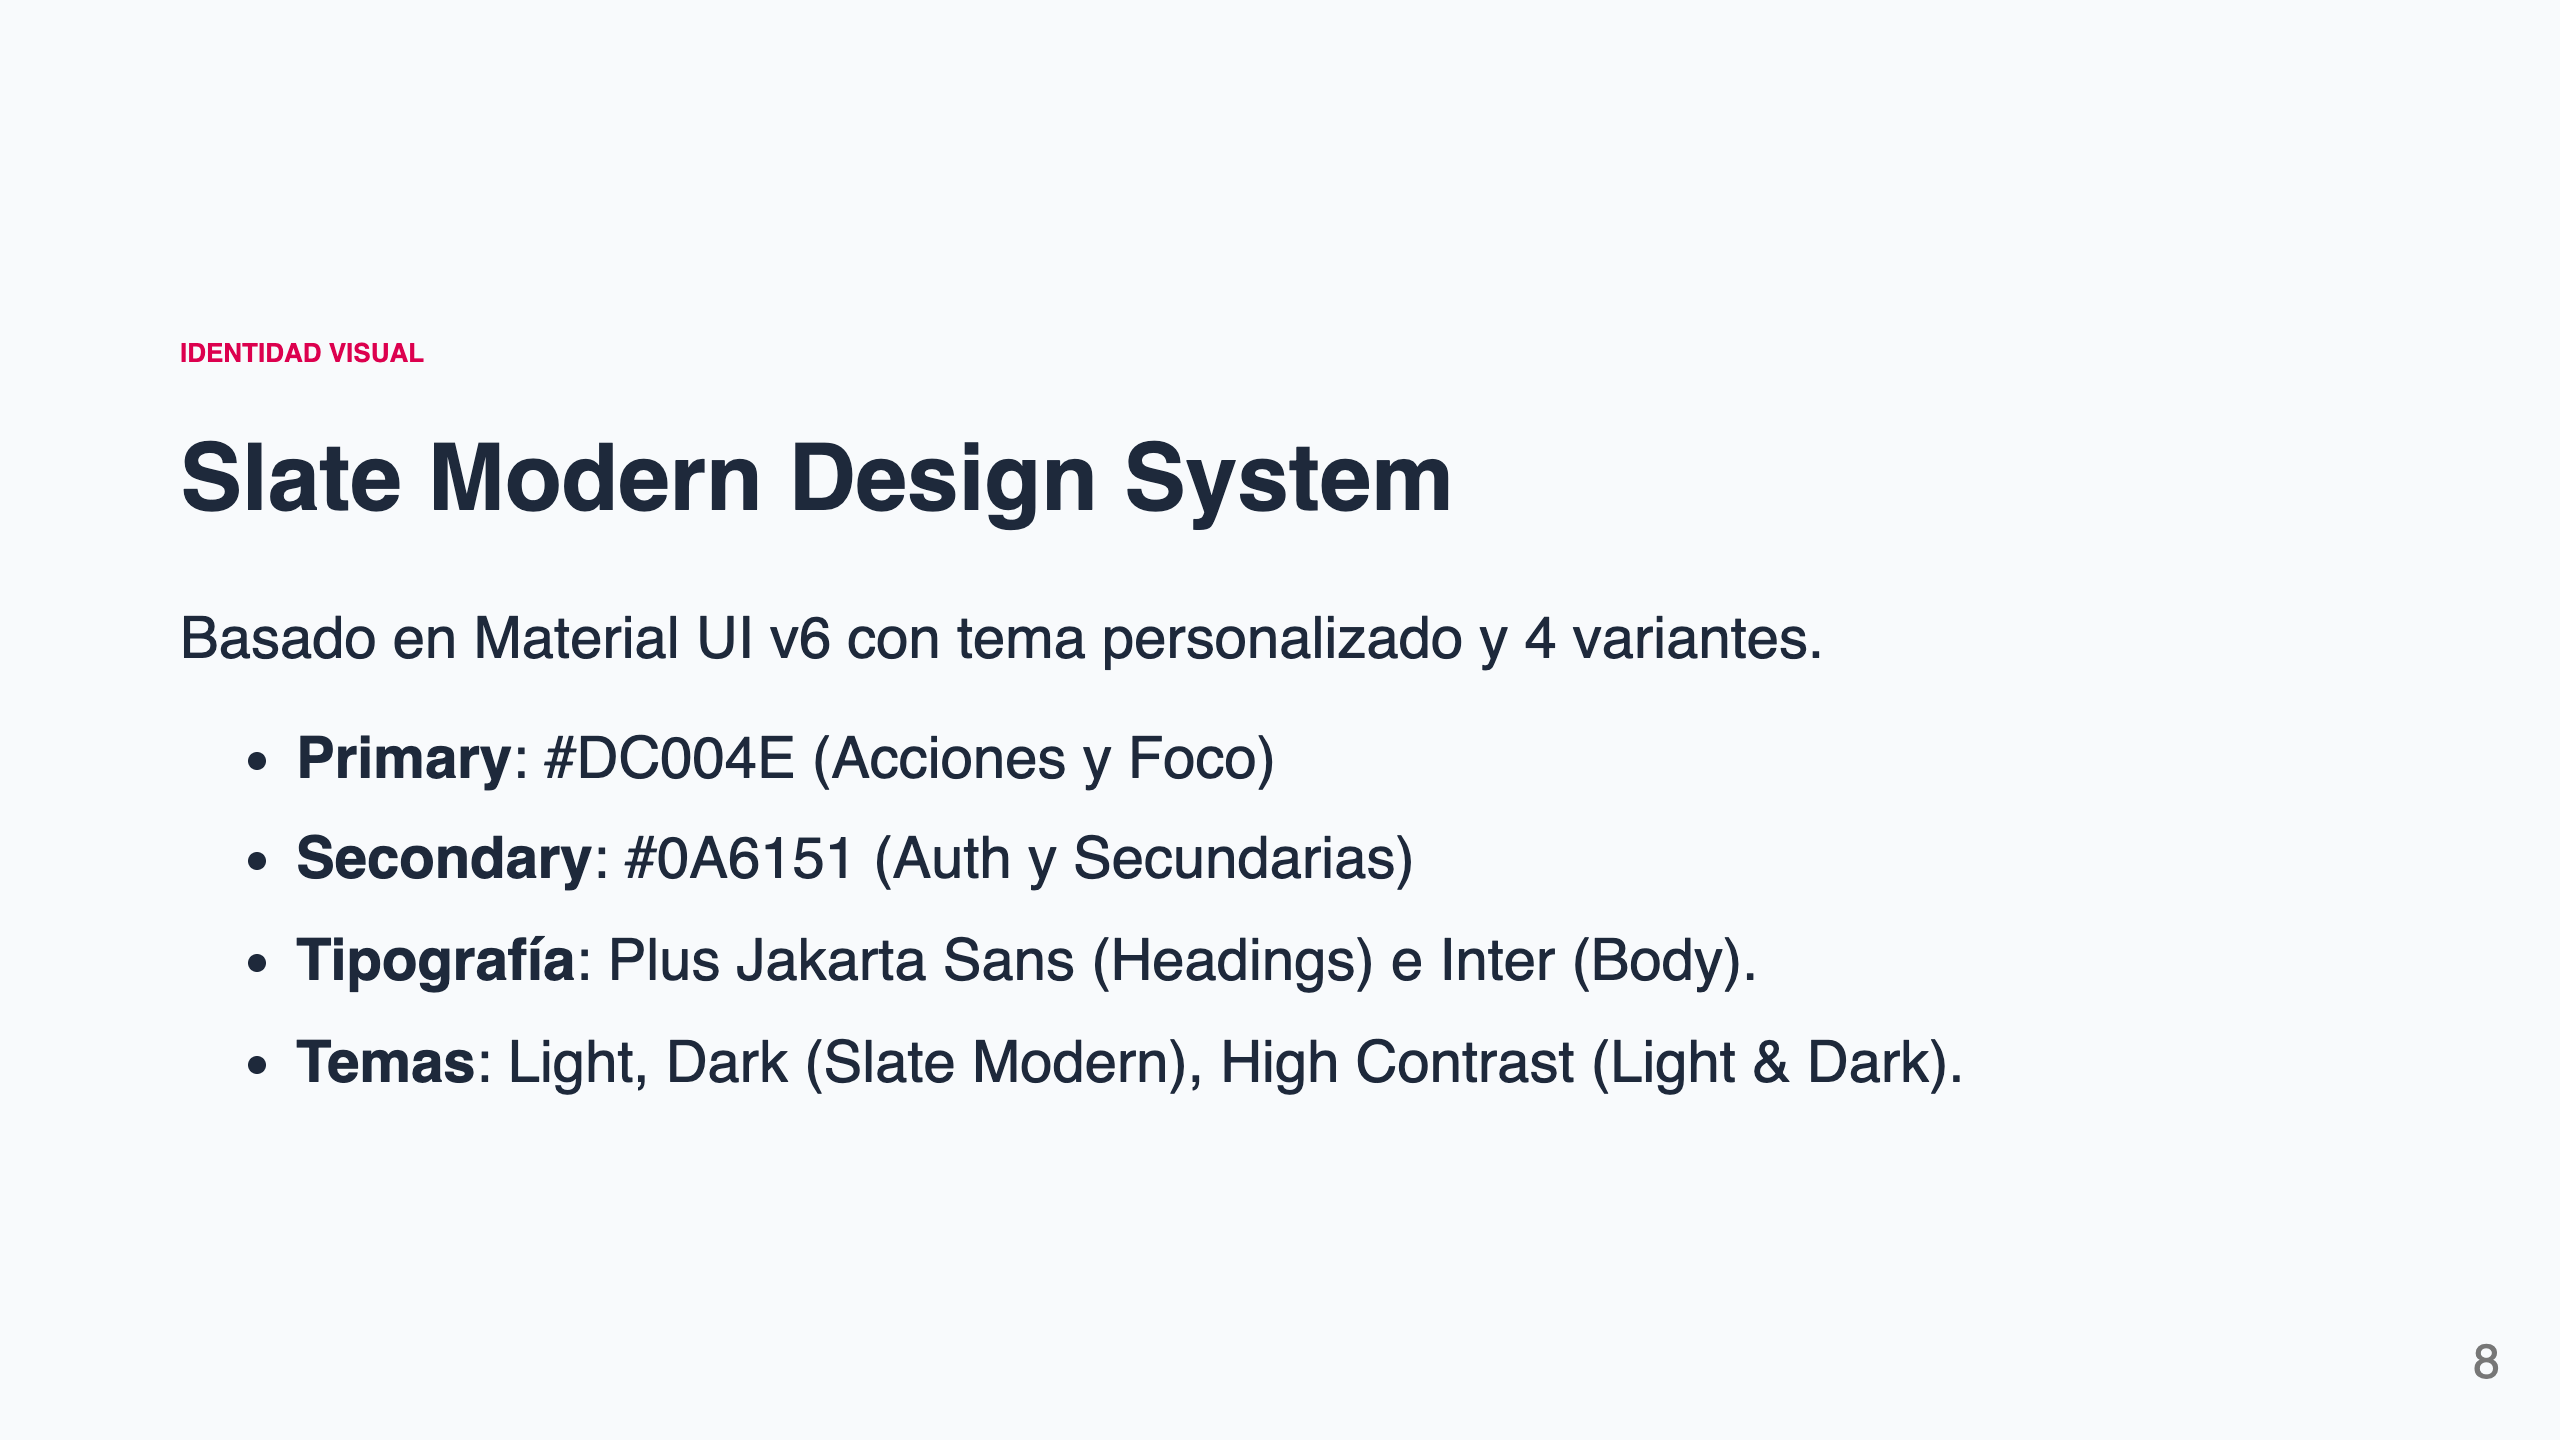 IDENTIDAD VISUAL
Slate Modern Design System
Basado en Material UI v6 con tema personalizado y 4 variantes.
• Primary: #DC004E (Acciones y Foco)
• Secondary: #0A6151 (Auth y Secundarias)
• Tipografía: Plus Jakarta Sans (Headings) e Inter (Body).
• Temas: Light, Dark (Slate Modern), High Contrast (Light & Dark).
8